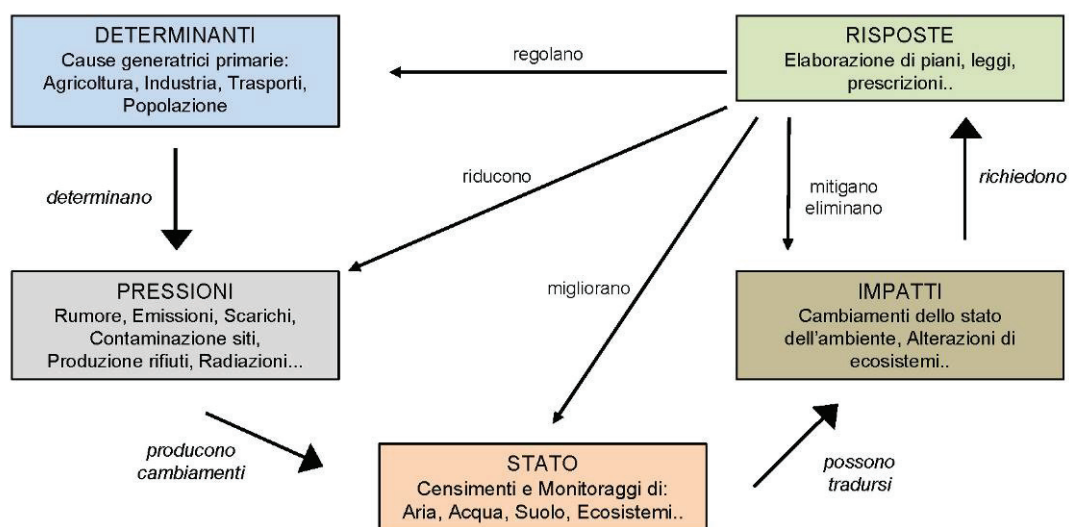 DETERMINANTI
Cause generatrici primarie:
Agricoltura, Industria, Trasporti,
Popolazione
RISPOSTE
Elaborazione di piani, leggi,
prescrizioni..
regolano
determinano
riducono
mitigano
eliminano
richiedono
PRESSIONI
Rumore, Emissioni, Scarichi,
Contaminazione siti,
Produzione rifiuti, Radiazioni...
migliorano
IMPATTI
Cambiamenti dello stato
dell'ambiente, Alterazioni di
ecosistemi..
producono
cambiamenti
STATO
Censimenti e Monitoraggi di:
Aria, Acqua, Suolo, Ecosistemi..
possono
tradursi